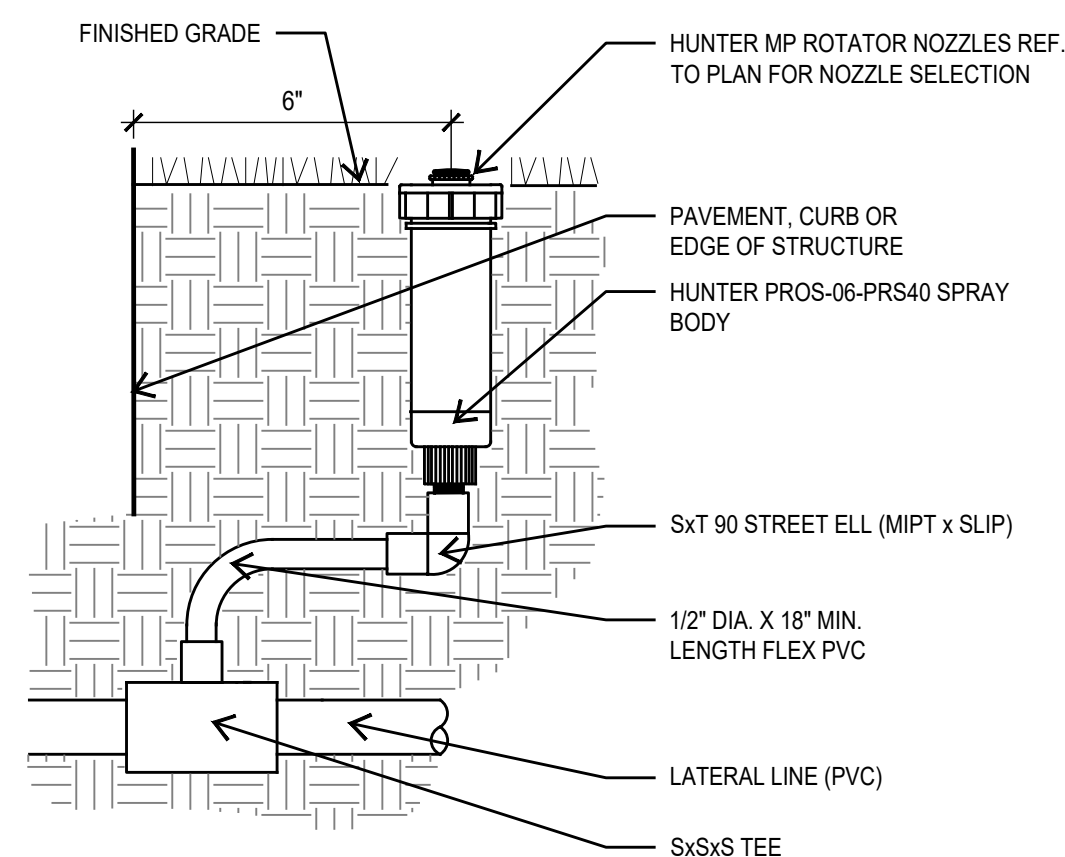 FINISHED GRADE
6"
HUNTER MP ROTATOR NOZZLES REF.
TO PLAN FOR NOZZLE SELECTION
PAVEMENT, CURB OR
EDGE OF STRUCTURE
HUNTER PROS-06-PRS40 SPRAY
BODY
SxT 90 STREET ELL (MIPT x SLIP)
1/2" DIA. X 18" MIN.
LENGTH FLEX PVC
LATERAL LINE (PVC)
SxSxS TEE